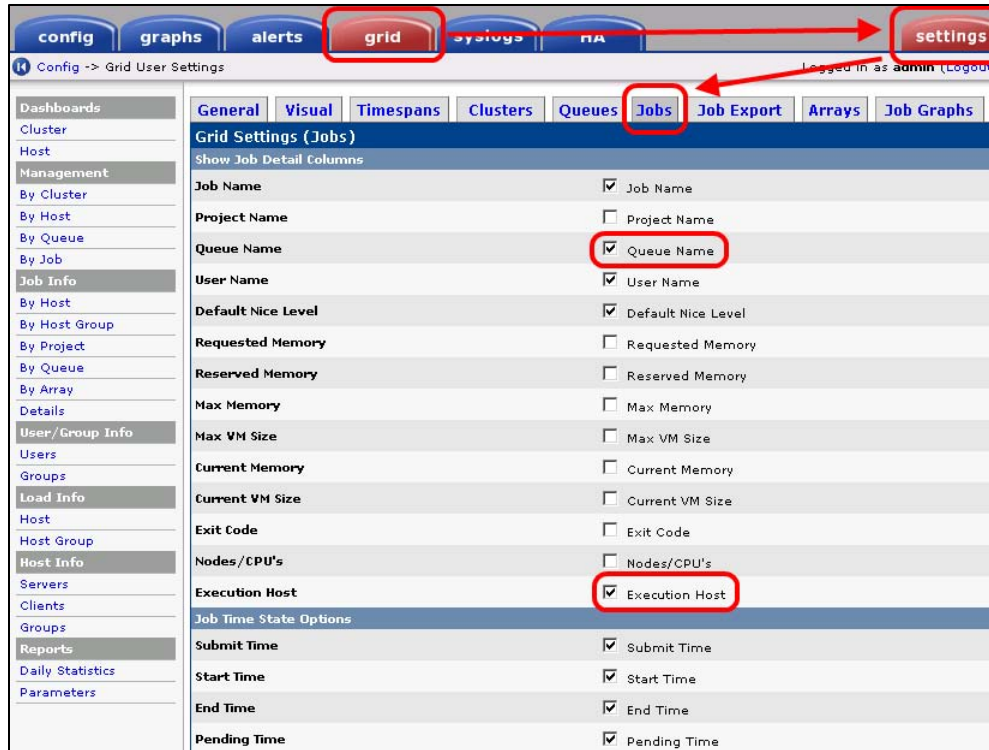 config graphs alerts grid syslogs HA settings
Config -> Grid User Settings Logged in as admin (Logout
Dashboards
Cluster
Host
Management
By Cluster
By Host
By Queue
By Job
Job Info
By Host
By Host Group
By Project
By Queue
By Array
Details
User/Group Info
Users
Groups
Load Info
Host
Host Group
Host Info
Servers
Clients
Groups
Reports
Daily Statistics
Parameters
General Visual Timespans Clusters Queues Jobs Job Export Arrays Job Graphs
Grid Settings (Jobs)
Show Job Detail Columns
Job Name Job Name
Project Name Project Name
Queue Name Queue Name
User Name User Name
Default Nice Level Default Nice Level
Requested Memory Requested Memory
Reserved Memory Reserved Memory
Max Memory Max Memory
Max VM Size Max VM Size
Current Memory Current Memory
Current VM Size Current VM Size
Exit Code Exit Code
Nodes/CPU's Nodes/CPU's
Execution Host Execution Host
Job Time State Options
Submit Time Submit Time
Start Time Start Time
End Time End Time
Pending Time Pending Time